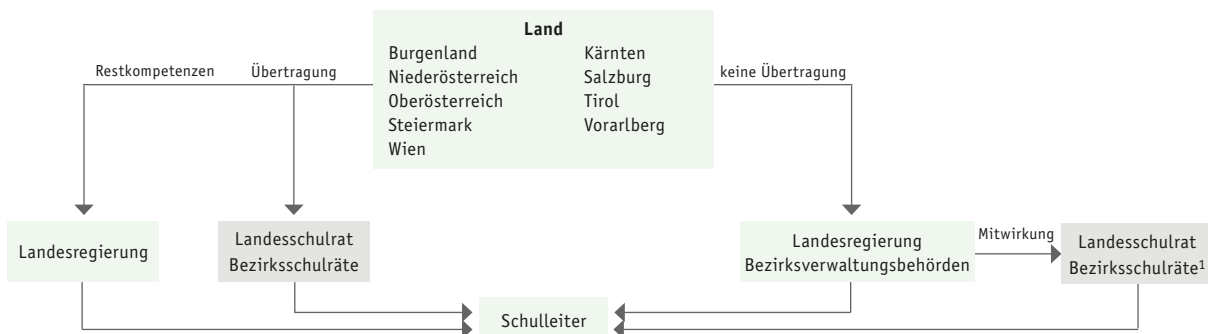 Land
Burgenland Kärnten
Niederösterreich Salzburg
Oberösterreich Tirol
Steiermark Vorarlberg
Wien
Restkompetenzen Übertragung
keine Übertragung
Landesregierung
Landesschulrat
Bezirksschulräte
Landesregierung
Bezirksverwaltungsbehörden
Mitwirkung
Landesschulrat
Bezirksschulräte¹
Schulleiter